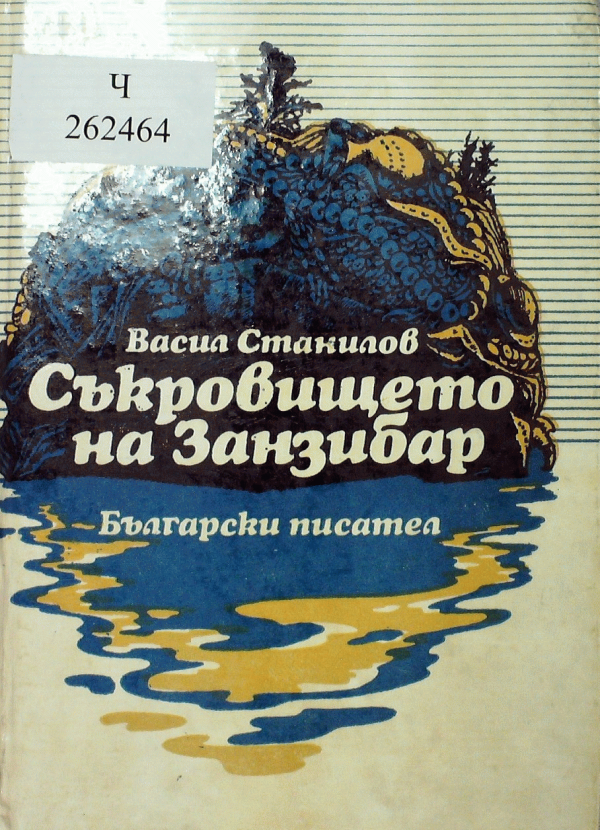 Ч
262464
Васил Станилов
Съкровището
на Занзибар
Български писател